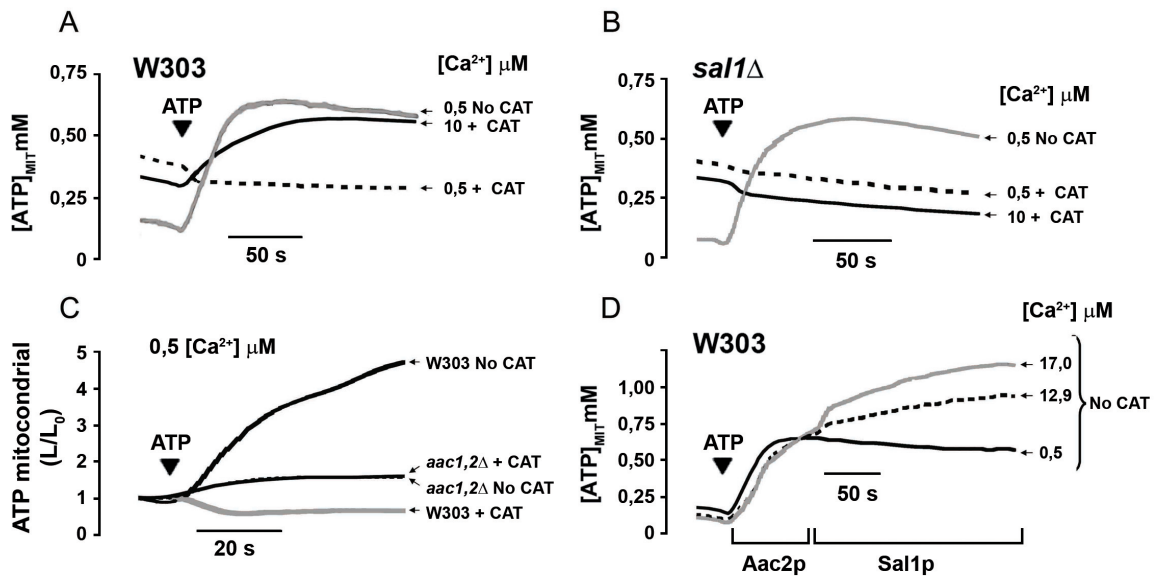 A
W303
[Ca²⁺] μM
0,75
ATP
0,5 No CAT
10 + CAT
0,50
0,25
0,5 + CAT
0
[ATP]MIT mM
50 s
B
sal1Δ
[Ca²⁺] μM
0,75
ATP
0,50
0,5 No CAT
0,25
0,5 + CAT
10 + CAT
0
[ATP]MIT mM
50 s
C
0,5 [Ca²⁺] μM
5
W303 No CAT
4
3
ATP
2
aac1,2Δ + CAT
aac1,2Δ No CAT
1
W303 + CAT
0
ATP mitocondrial
(L/L₀)
20 s
D
W303
[Ca²⁺] μM
17,0
1,00
12,9
No CAT
0,75
ATP
0,50
0,5
0,25
0
[ATP]MIT mM
50 s
Aac2p
Sal1p